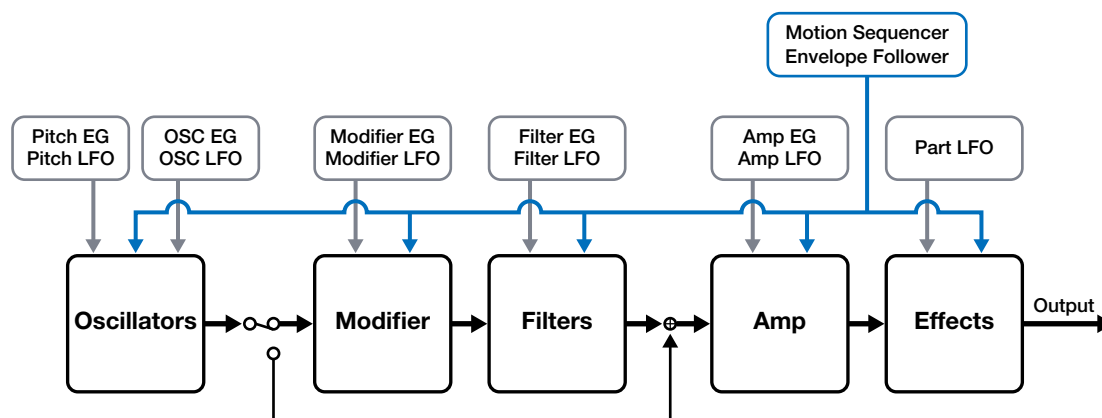 Motion Sequencer
Envelope Follower
Pitch EG
Pitch LFO
OSC EG
OSC LFO
Modifier EG
Modifier LFO
Filter EG
Filter LFO
Amp EG
Amp LFO
Part LFO
Oscillators
Modifier
Filters
Amp
Effects
Output